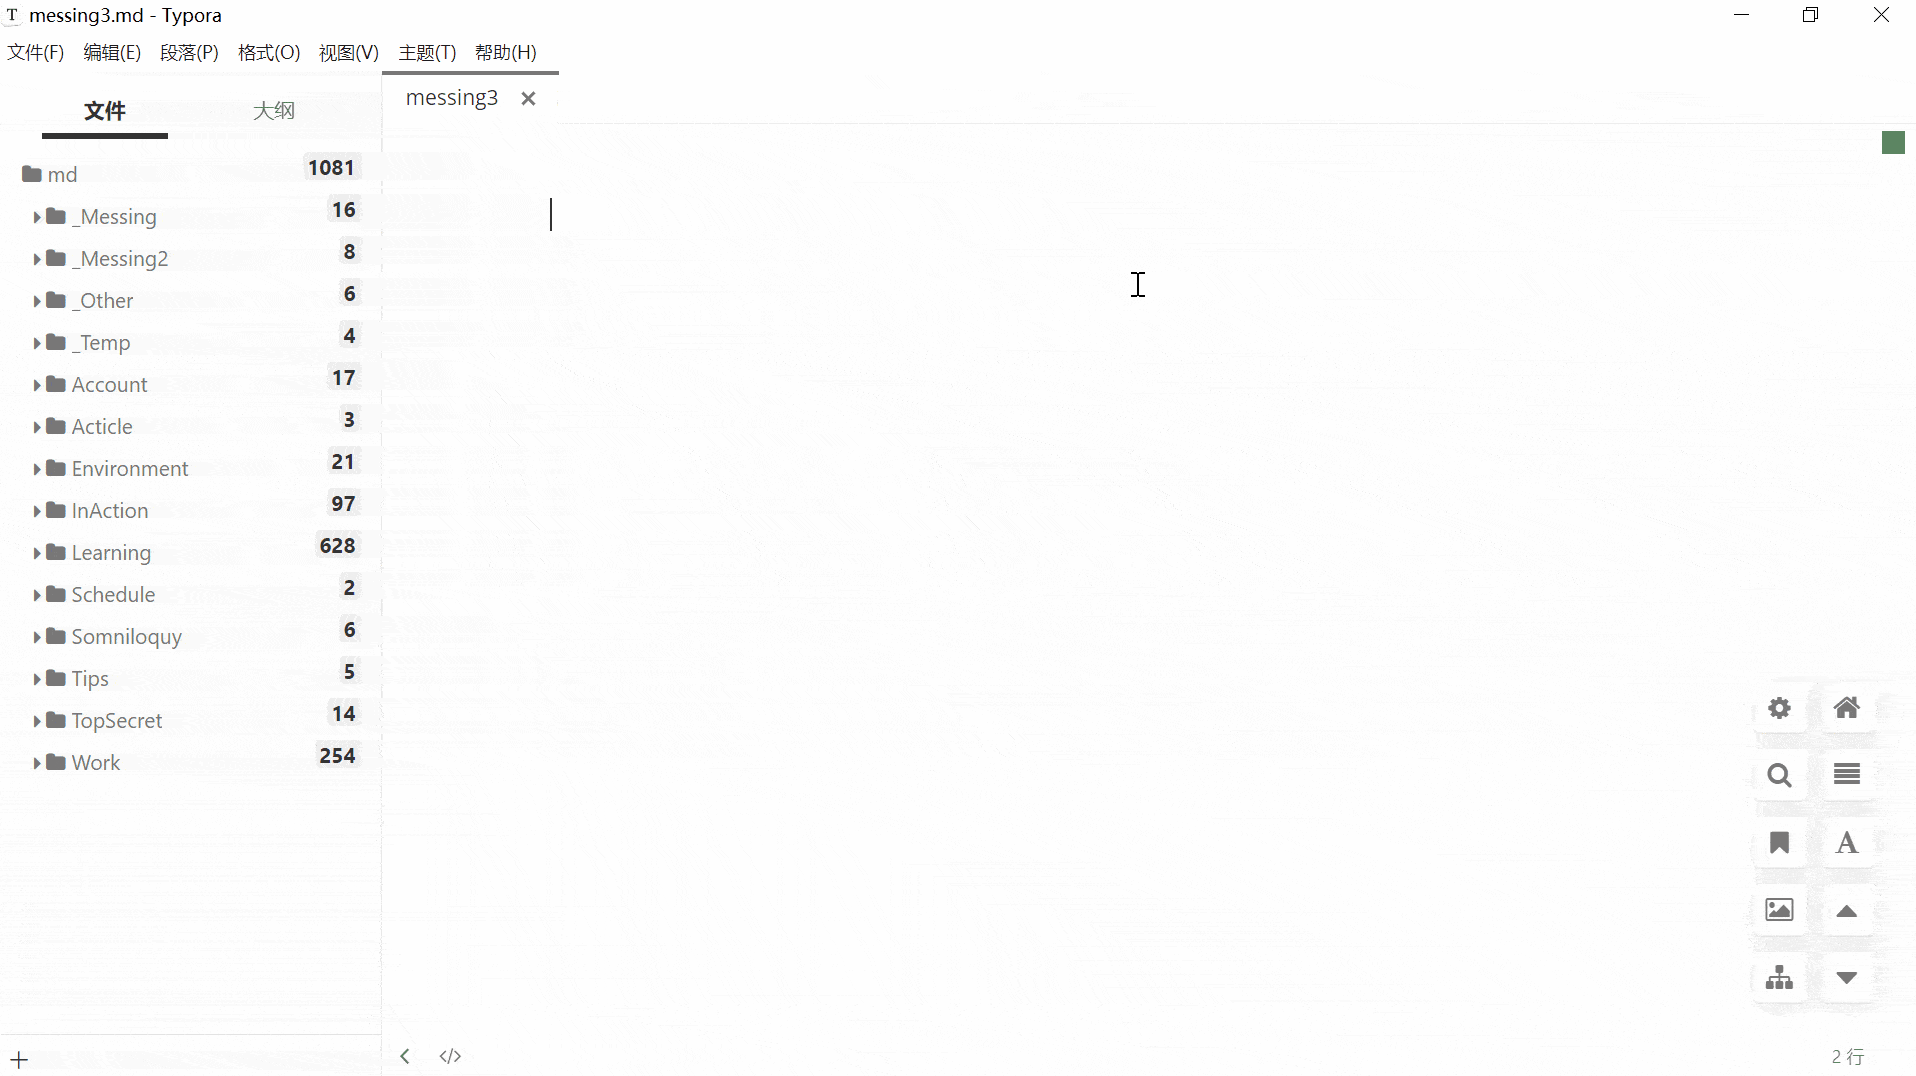 messing3.md - Typora
文件(F) 编辑(E) 段落(P) 格式(O) 视图(V) 主题(T) 帮助(H)
文件 大纲
messing3
md 1081
_Messing 16
_Messing2 8
_Other 6
_Temp 4
Account 17
Acticle 3
Environment 21
InAction 97
Learning 628
Schedule 2
Somniloquy 6
Tips 5
TopSecret 14
Work 254
2 行